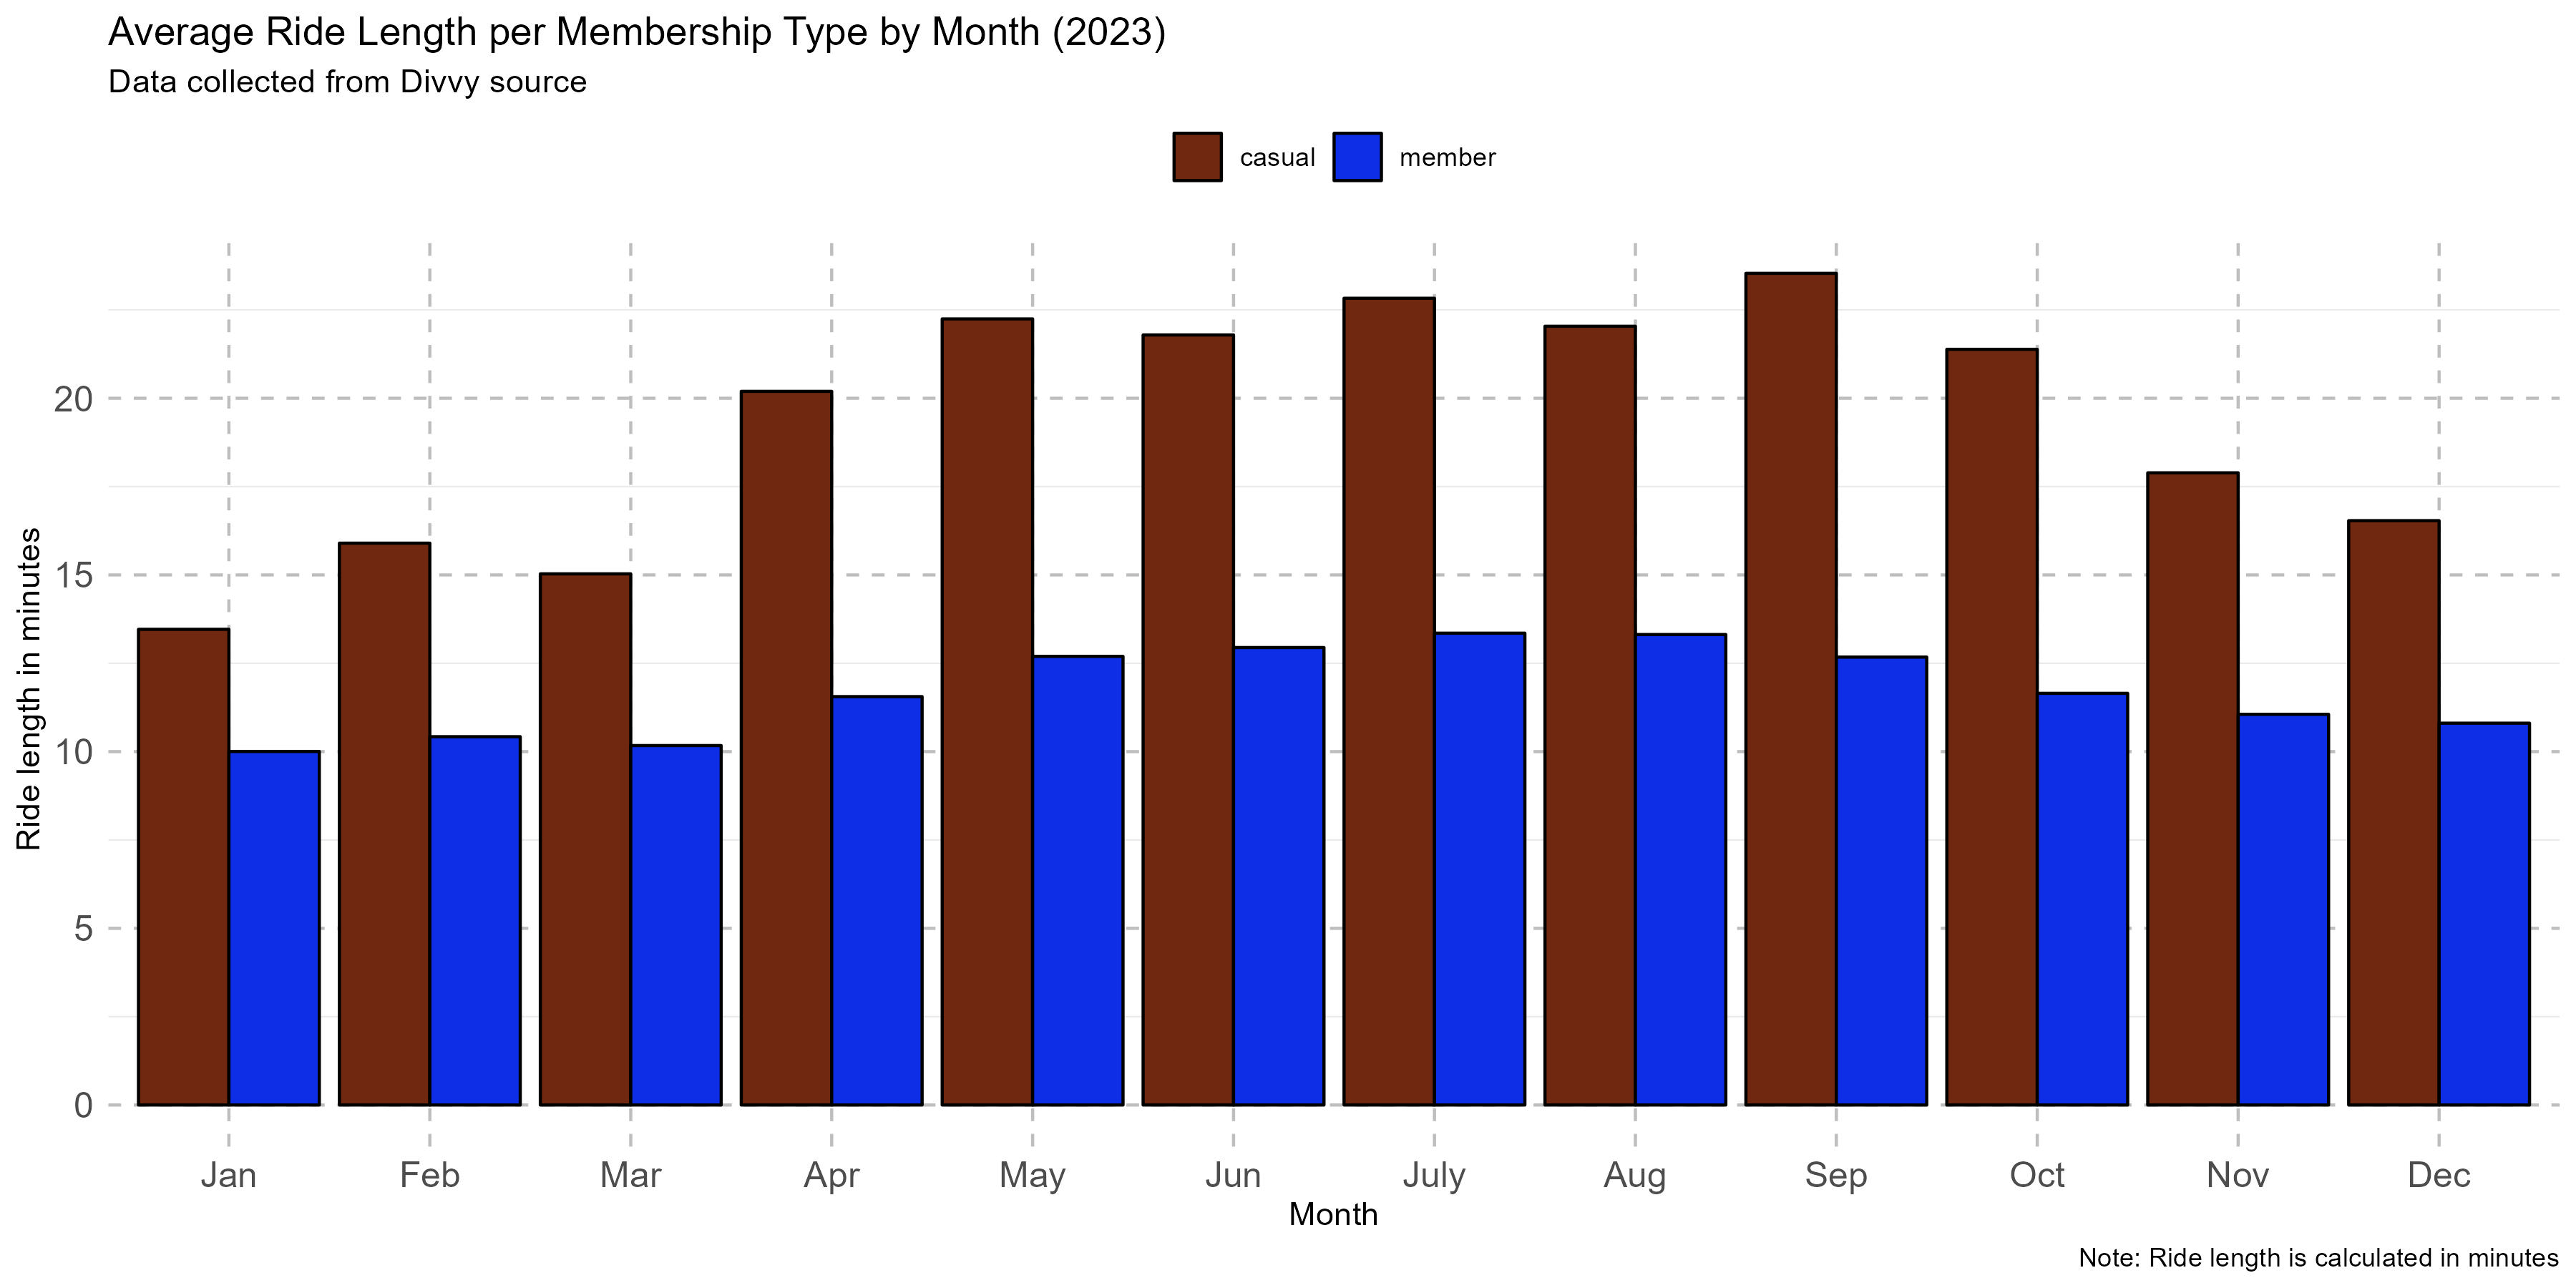 Average Ride Length per Membership Type by Month (2023)
Data collected from Divvy source
casual member
Ride length in minutes
20
15
10
5
0
Jan Feb Mar Apr May Jun July Aug Sep Oct Nov Dec
Month
Note: Ride length is calculated in minutes